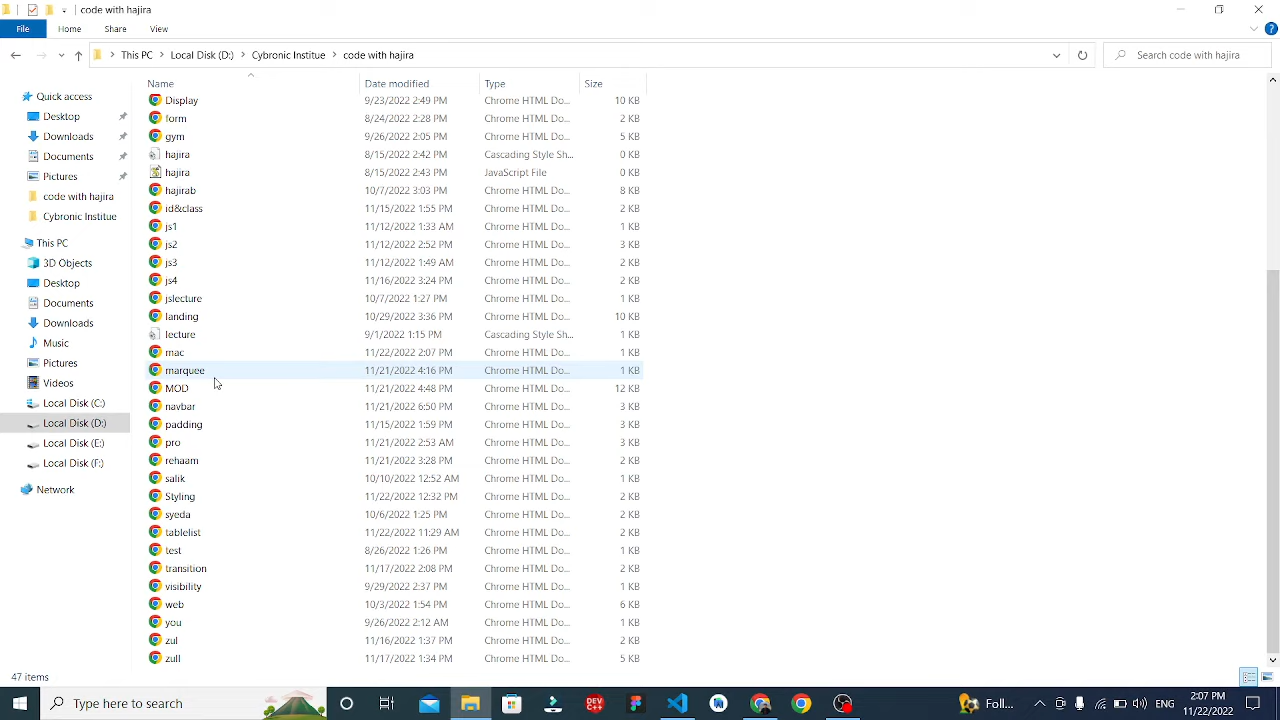 code with hajira
File Home Share View
This PC Local Disk (D:) Cybronic Institue code with hajira Search code with hajira
Name Date modified Type Size
Quick access
Desktop
Downloads
Documents
Pictures
code with hajira
Cybronic Institue
This PC
3D Objects
Desktop
Documents
Downloads
Music
Pictures
Videos
Local Disk (C:)
Local Disk (D:)
Local Disk (E:)
Local Disk (F:)
Network
Display 9/23/2022 2:49 PM Chrome HTML Do... 10 KB
form 8/24/2022 2:28 PM Chrome HTML Do... 2 KB
gym 9/26/2022 2:05 PM Chrome HTML Do... 5 KB
hajira 8/15/2022 2:42 PM Cascading Style Sh... 0 KB
hajira 8/15/2022 2:43 PM JavaScript File 0 KB
hajirab 10/7/2022 3:03 PM Chrome HTML Do... 8 KB
id&class 11/15/2022 1:55 PM Chrome HTML Do... 2 KB
js1 11/12/2022 1:33 AM Chrome HTML Do... 1 KB
js2 11/12/2022 2:52 PM Chrome HTML Do... 3 KB
js3 11/12/2022 1:49 AM Chrome HTML Do... 2 KB
js4 11/16/2022 3:24 PM Chrome HTML Do... 2 KB
jslecture 10/7/2022 1:27 PM Chrome HTML Do... 1 KB
landing 10/29/2022 3:36 PM Chrome HTML Do... 10 KB
lecture 9/1/2022 1:15 PM Cascading Style Sh... 1 KB
mac 11/22/2022 2:07 PM Chrome HTML Do... 1 KB
marquee 11/21/2022 4:16 PM Chrome HTML Do... 1 KB
MOD 11/21/2022 4:48 PM Chrome HTML Do... 12 KB
navbar 11/21/2022 6:50 PM Chrome HTML Do... 3 KB
padding 11/15/2022 1:59 PM Chrome HTML Do... 3 KB
pro 11/21/2022 2:53 AM Chrome HTML Do... 3 KB
rehaam 11/21/2022 3:28 PM Chrome HTML Do... 2 KB
salik 10/10/2022 12:52 AM Chrome HTML Do... 1 KB
Styling 11/22/2022 12:32 PM Chrome HTML Do... 2 KB
syeda 10/6/2022 1:25 PM Chrome HTML Do... 2 KB
tablelist 11/22/2022 11:29 AM Chrome HTML Do... 2 KB
test 8/26/2022 1:26 PM Chrome HTML Do... 1 KB
transition 11/17/2022 2:08 PM Chrome HTML Do... 2 KB
visibility 9/29/2022 2:37 PM Chrome HTML Do... 1 KB
web 10/3/2022 1:54 PM Chrome HTML Do... 6 KB
you 9/26/2022 2:12 AM Chrome HTML Do... 1 KB
zul 11/16/2022 1:37 PM Chrome HTML Do... 2 KB
zull 11/17/2022 1:34 PM Chrome HTML Do... 5 KB
47 items
Type here to search DEV C++ Foll... 2:07 PM
11/22/2022